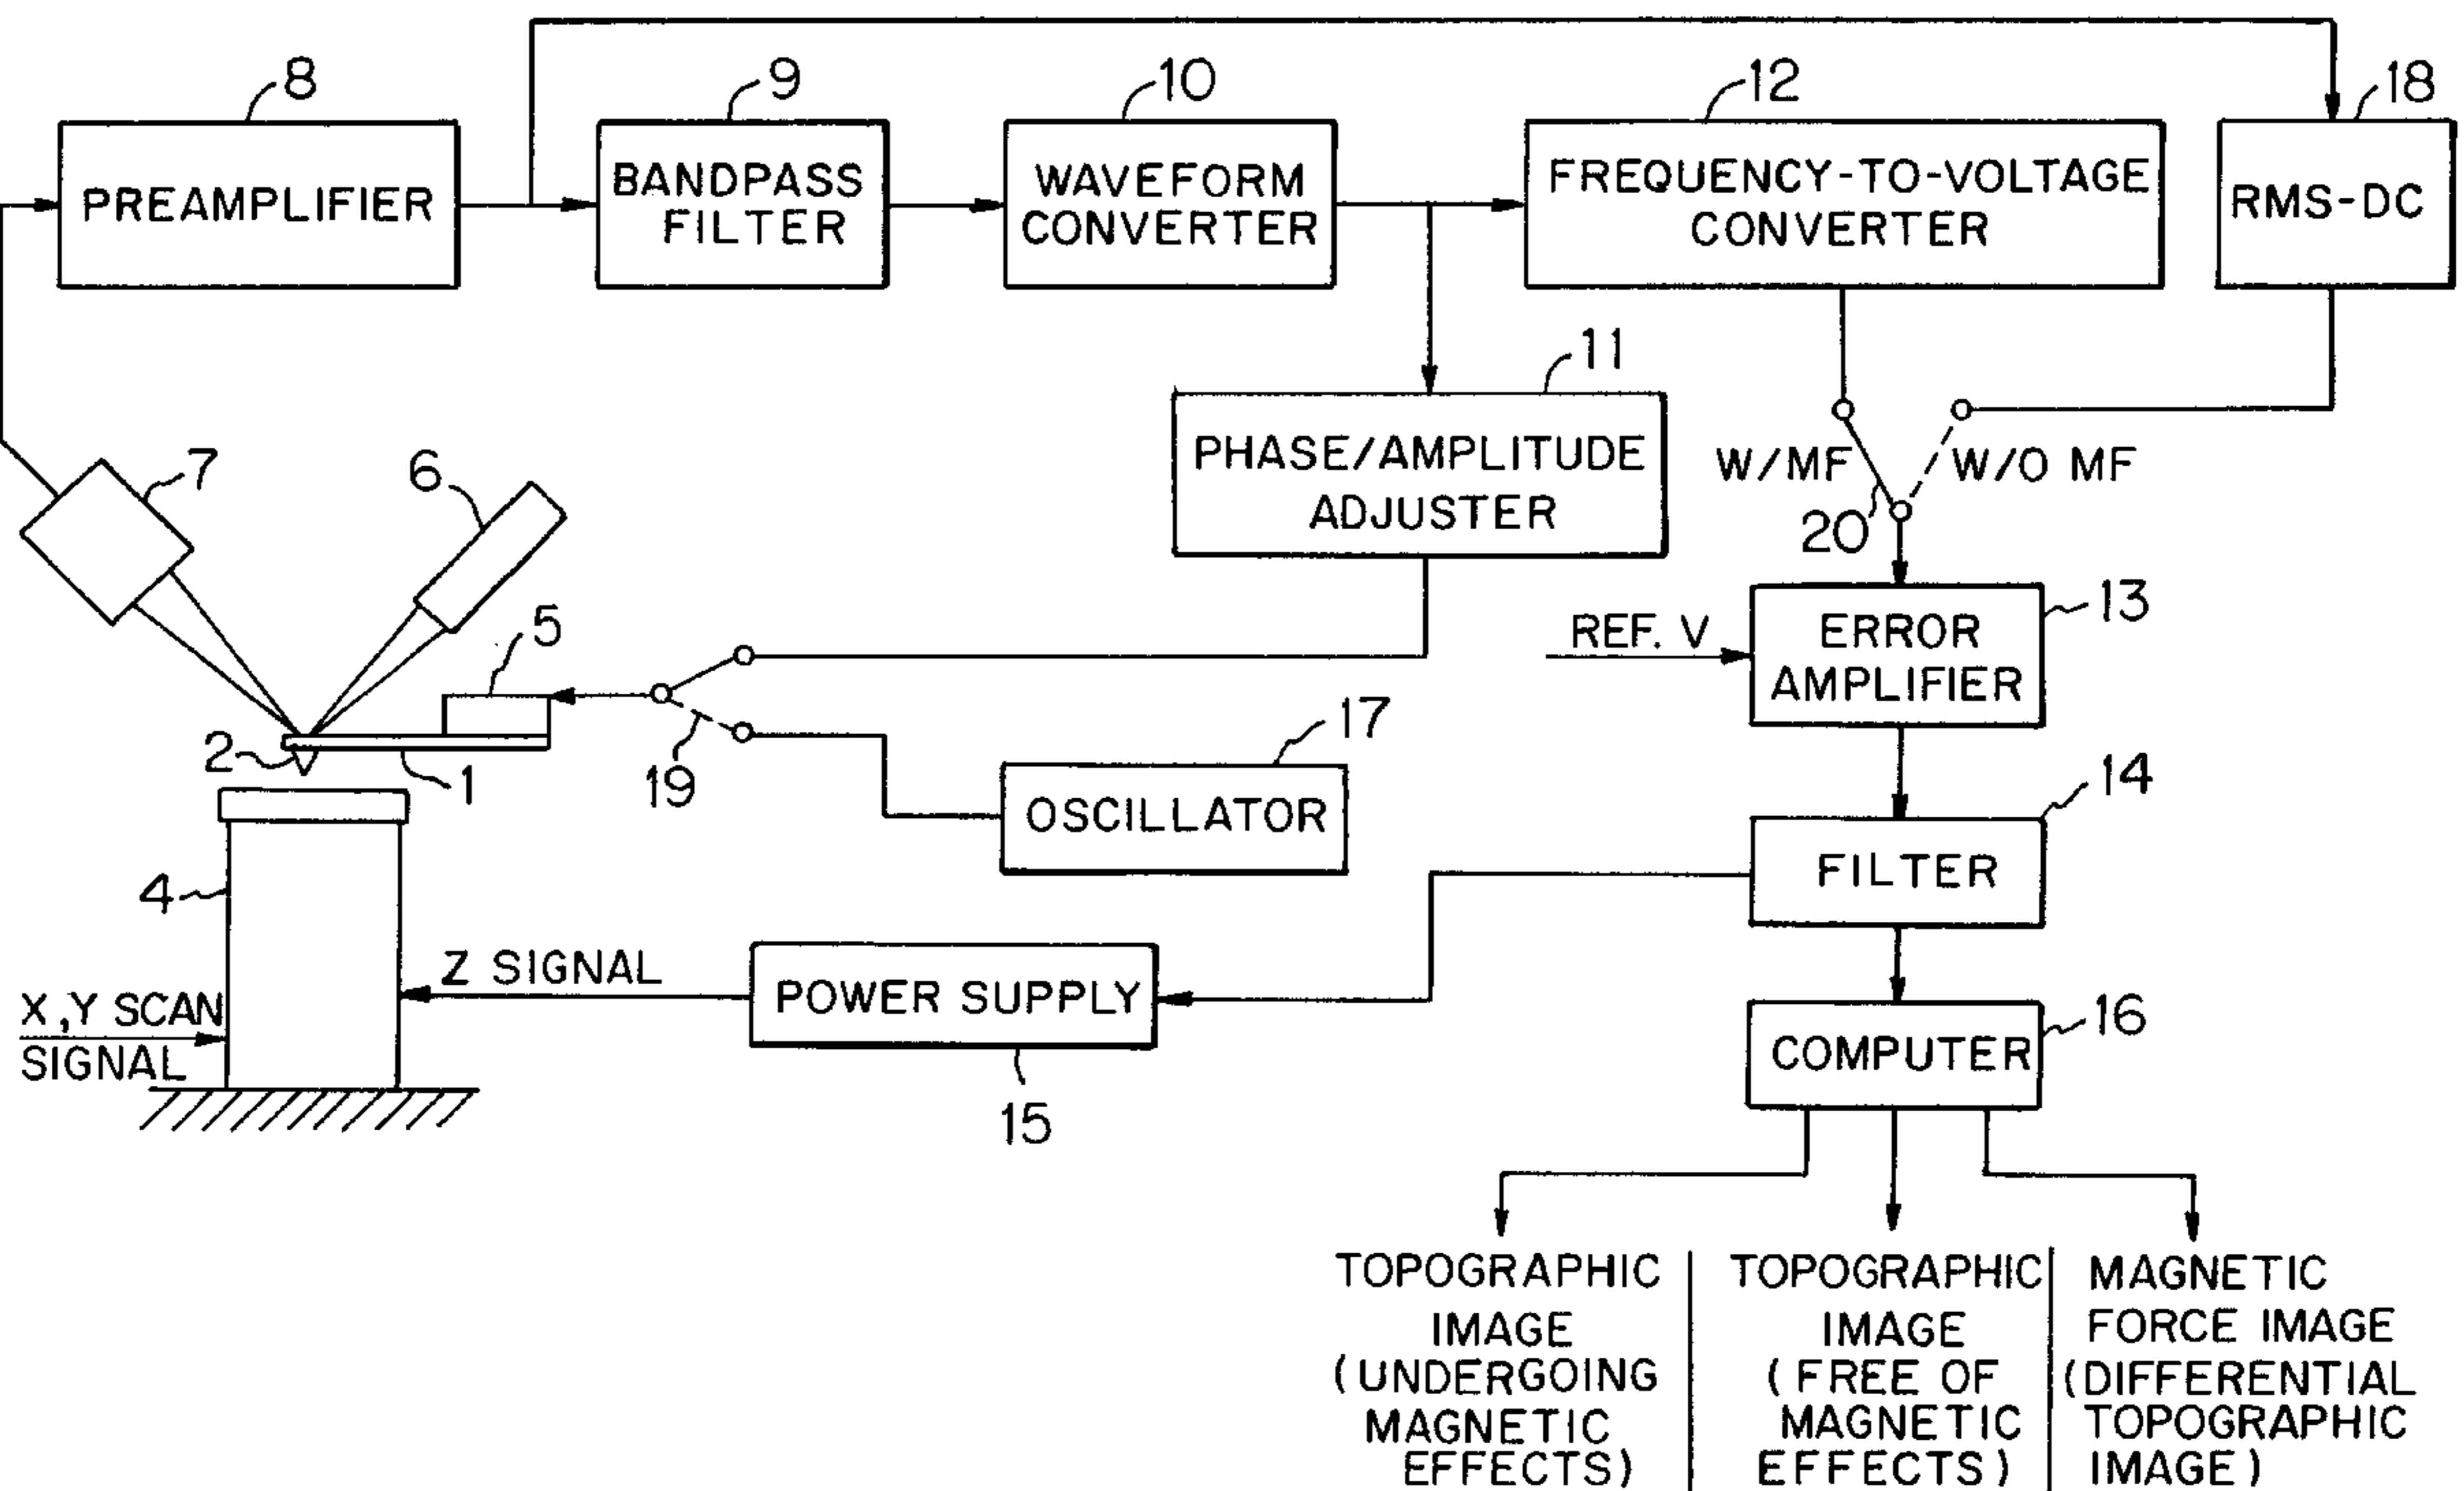 8
9
10
12
18
PREAMPLIFIER
BANDPASS
FILTER
WAVEFORM
CONVERTER
FREQUENCY-TO-VOLTAGE
CONVERTER
RMS-DC
11
PHASE/AMPLITUDE
ADJUSTER
W/MF
W/O MF
20
7
6
5
13
REF. V
ERROR
AMPLIFIER
2
1
19
17
OSCILLATOR
14
FILTER
4
Z SIGNAL
POWER SUPPLY
X,Y SCAN
SIGNAL
15
16
COMPUTER
TOPOGRAPHIC
IMAGE
(UNDERGOING
MAGNETIC
EFFECTS)
TOPOGRAPHIC
IMAGE
(FREE OF
MAGNETIC
EFFECTS)
MAGNETIC
FORCE IMAGE
(DIFFERENTIAL
TOPOGRAPHIC
IMAGE)